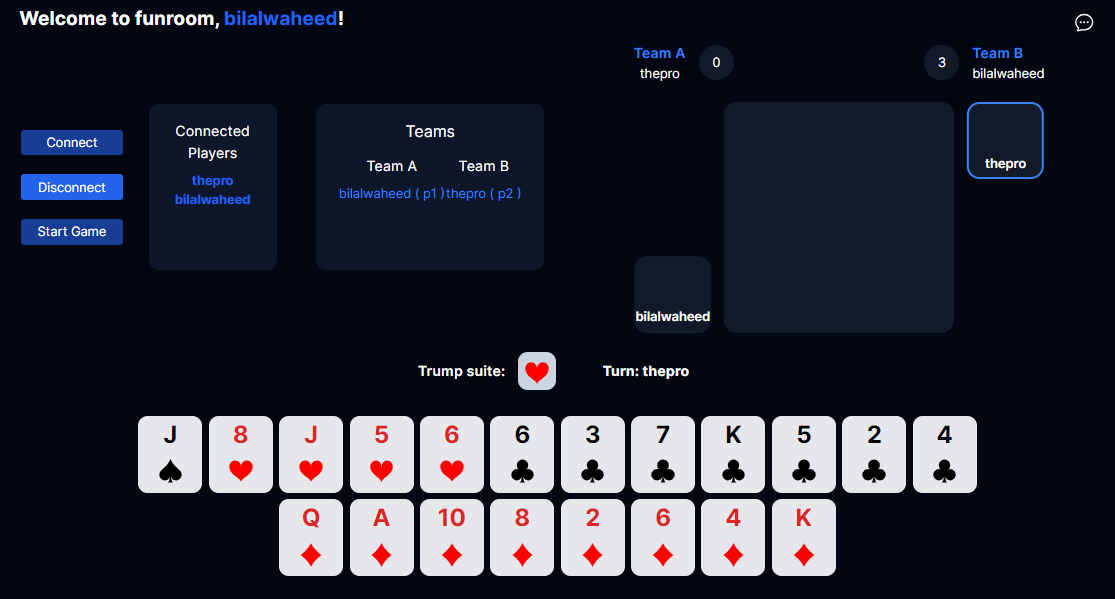 Welcome to funroom, bilalwaheed!
Team A
thepro
0
3
Team B
bilalwaheed
Connect
Disconnect
Start Game
Connected
Players
thepro
bilalwaheed
Teams
Team A Team B
bilalwaheed ( p1 ) thepro ( p2 )
thepro
bilalwaheed
Trump suite: Turn: thepro
J 8 J 5 6 6 3 7 K 5 2 4
Q A 10 8 2 6 4 K